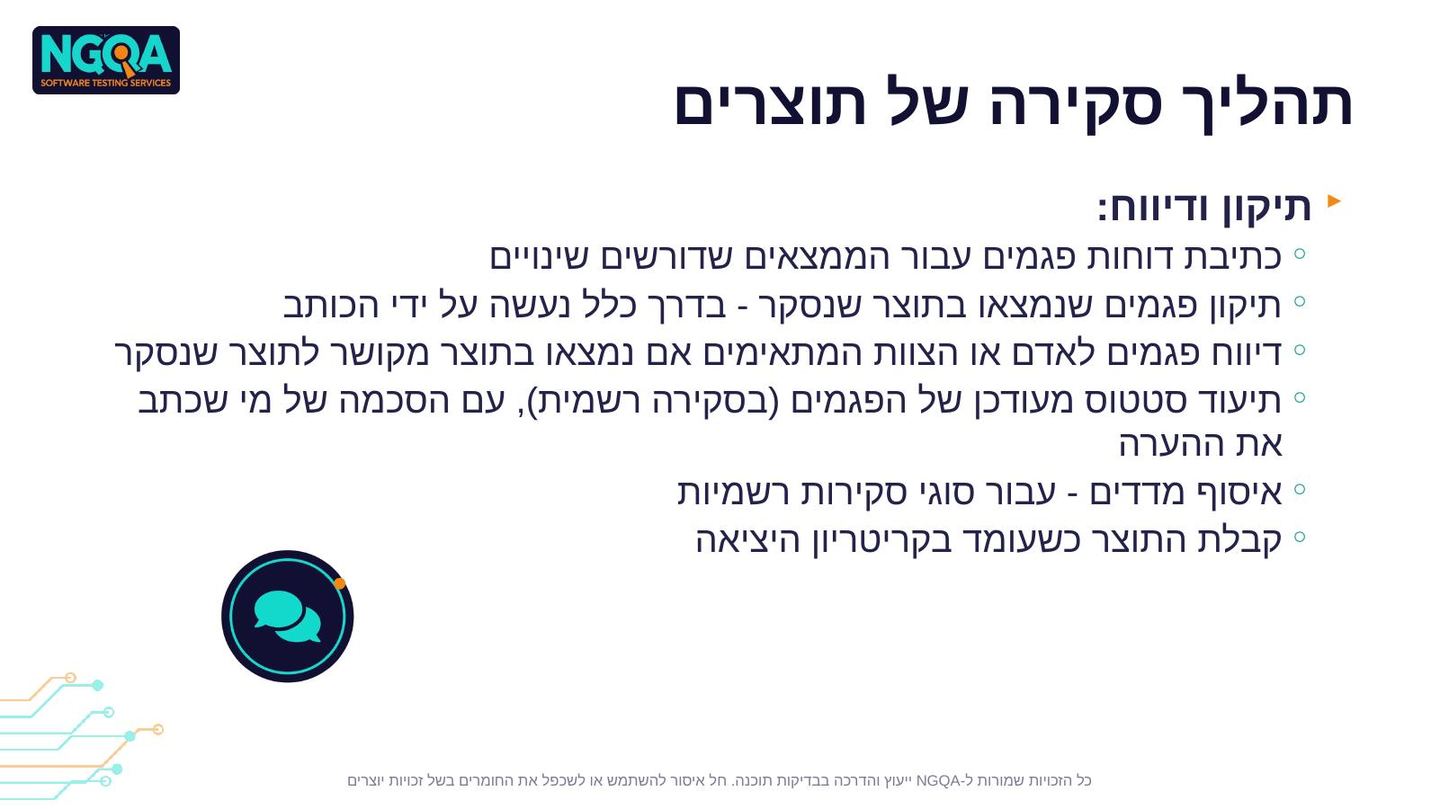 NGQA
SOFTWARE TESTING SERVICES
תהליך סקירה של תוצרים
תיקון ודיווח:
כתיבת דוחות פגמים עבור הממצאים שדורשים שינויים
תיקון פגמים שנמצאו בתוצר שנסקר - בדרך כלל נעשה על ידי הכותב
דיווח פגמים לאדם או הצוות המתאימים אם נמצאו בתוצר מקושר לתוצר שנסקר
תיעוד סטטוס מעודכן של הפגמים (בסקירה רשמית), עם הסכמה של מי שכתב
את ההערה
איסוף מדדים - עבור סוגי סקירות רשמיות
קבלת התוצר כשעומד בקריטריון היציאה
כל הזכויות שמורות ל-NGQA ייעוץ והדרכה בבדיקות תוכנה. חל איסור להשתמש או לשכפל את החומרים בשל זכויות יוצרים